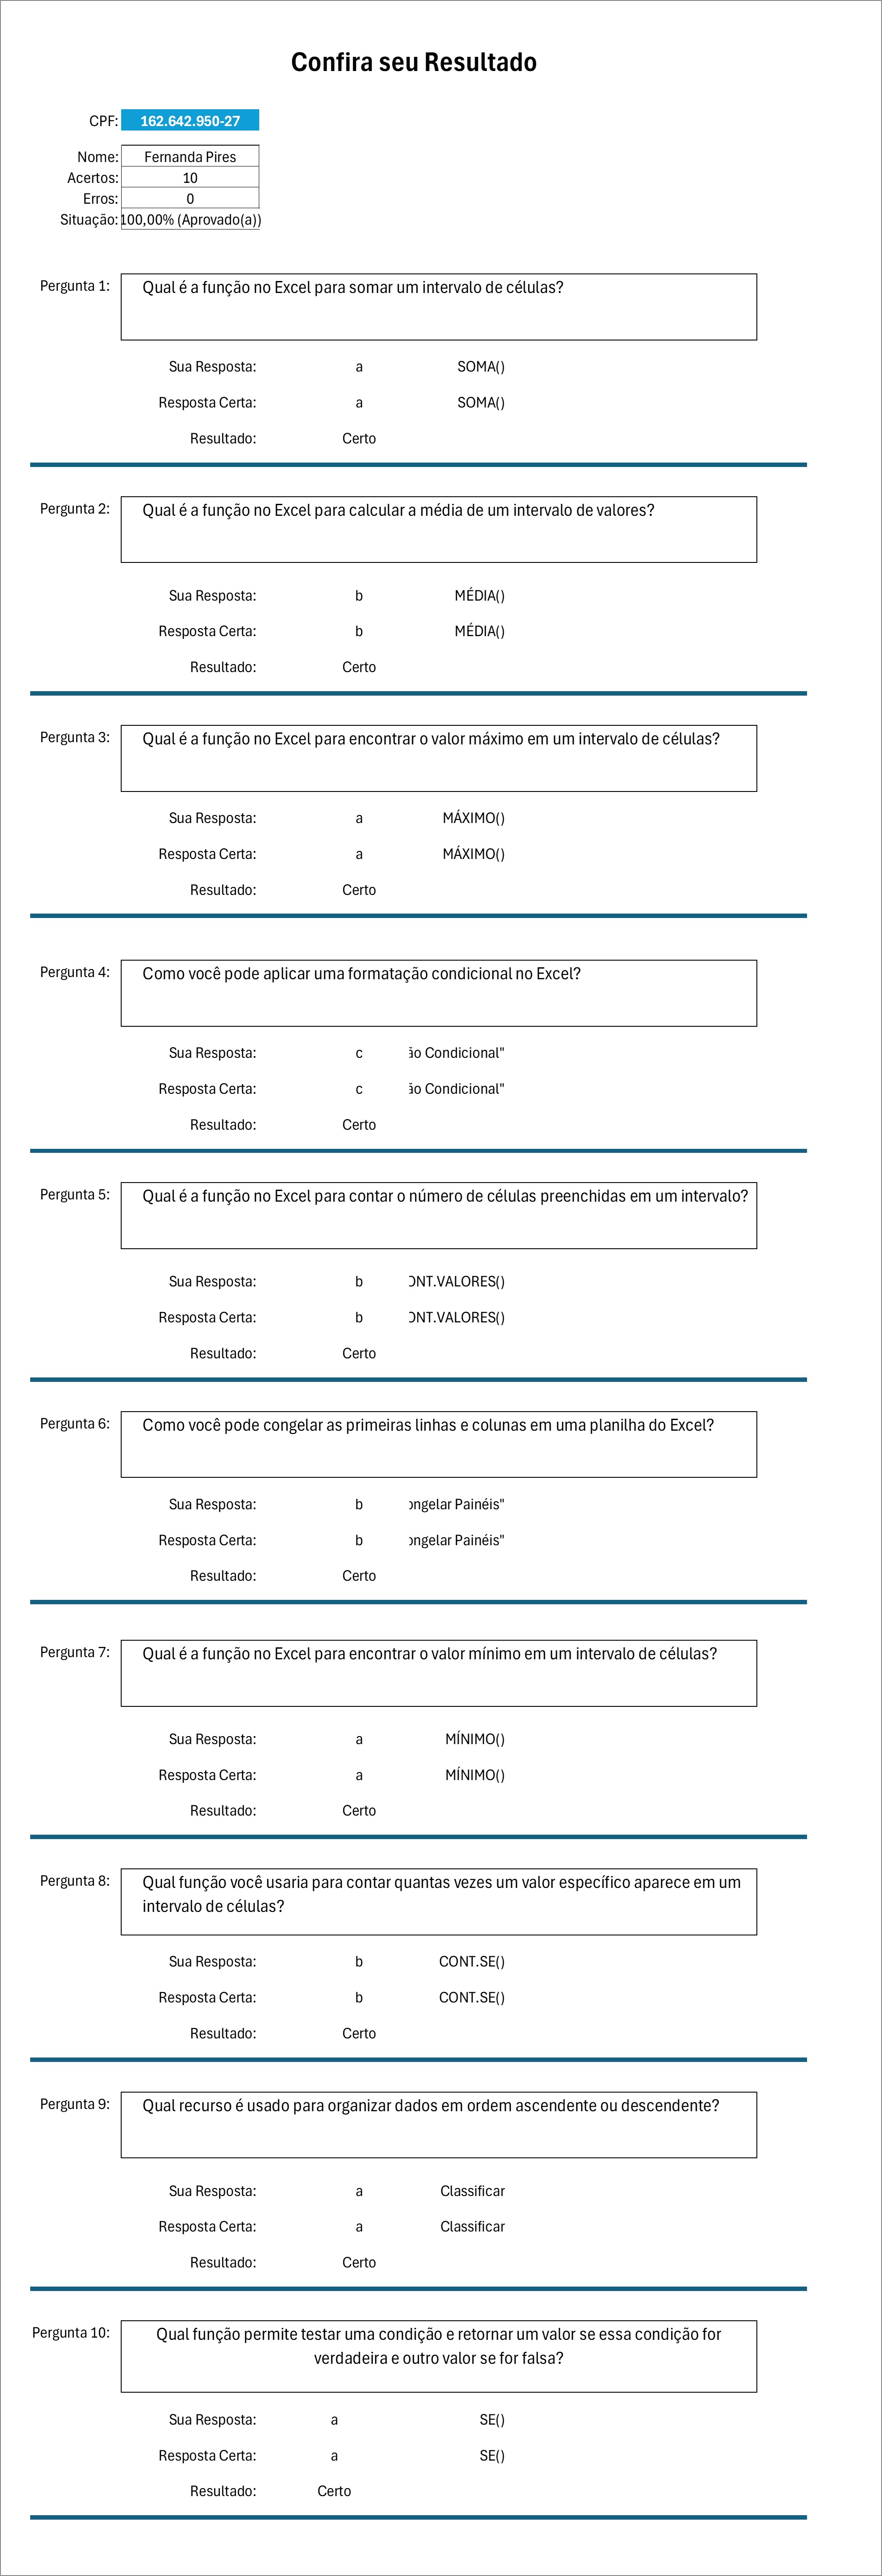 Confira seu Resultado
CPF: 162.642.950-27
Nome: Fernanda Pires
Acertos: 10
Erros: 0
Situação: 100,00% (Aprovado(a))
Pergunta 1: Qual é a função no Excel para somar um intervalo de células?
Sua Resposta: a SOMA()
Resposta Certa: a SOMA()
Resultado: Certo
Pergunta 2: Qual é a função no Excel para calcular a média de um intervalo de valores?
Sua Resposta: b MÉDIA()
Resposta Certa: b MÉDIA()
Resultado: Certo
Pergunta 3: Qual é a função no Excel para encontrar o valor máximo em um intervalo de células?
Sua Resposta: a MÁXIMO()
Resposta Certa: a MÁXIMO()
Resultado: Certo
Pergunta 4: Como você pode aplicar uma formatação condicional no Excel?
Sua Resposta: c ão Condicional"
Resposta Certa: c ão Condicional"
Resultado: Certo
Pergunta 5: Qual é a função no Excel para contar o número de células preenchidas em um intervalo?
Sua Resposta: b ONT.VALORES()
Resposta Certa: b ONT.VALORES()
Resultado: Certo
Pergunta 6: Como você pode congelar as primeiras linhas e colunas em uma planilha do Excel?
Sua Resposta: b ongelar Painéis"
Resposta Certa: b ongelar Painéis"
Resultado: Certo
Pergunta 7: Qual é a função no Excel para encontrar o valor mínimo em um intervalo de células?
Sua Resposta: a MÍNIMO()
Resposta Certa: a MÍNIMO()
Resultado: Certo
Pergunta 8: Qual função você usaria para contar quantas vezes um valor específico aparece em um
intervalo de células?
Sua Resposta: b CONT.SE()
Resposta Certa: b CONT.SE()
Resultado: Certo
Pergunta 9: Qual recurso é usado para organizar dados em ordem ascendente ou descendente?
Sua Resposta: a Classificar
Resposta Certa: a Classificar
Resultado: Certo
Pergunta 10: Qual função permite testar uma condição e retornar um valor se essa condição for
verdadeira e outro valor se for falsa?
Sua Resposta: a SE()
Resposta Certa: a SE()
Resultado: Certo